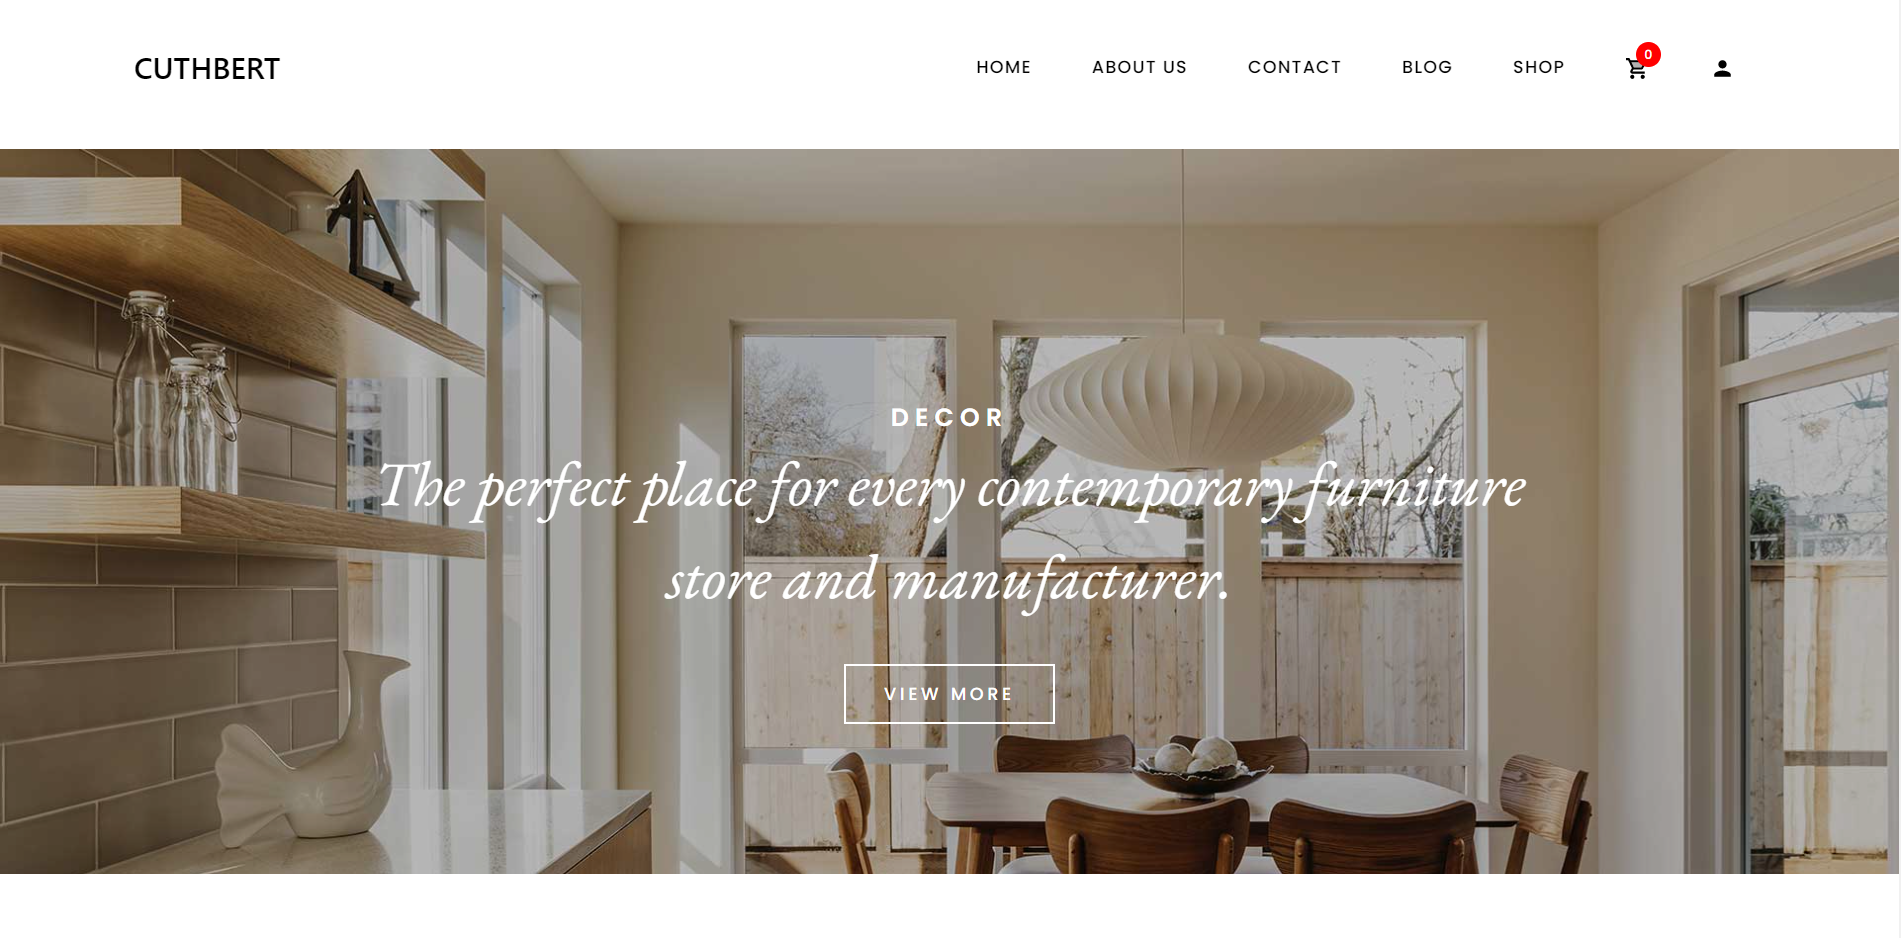 CUTHBERT
HOME ABOUT US CONTACT BLOG SHOP 0
DECOR
The perfect place for every contemporary furniture
store and manufacturer.
VIEW MORE